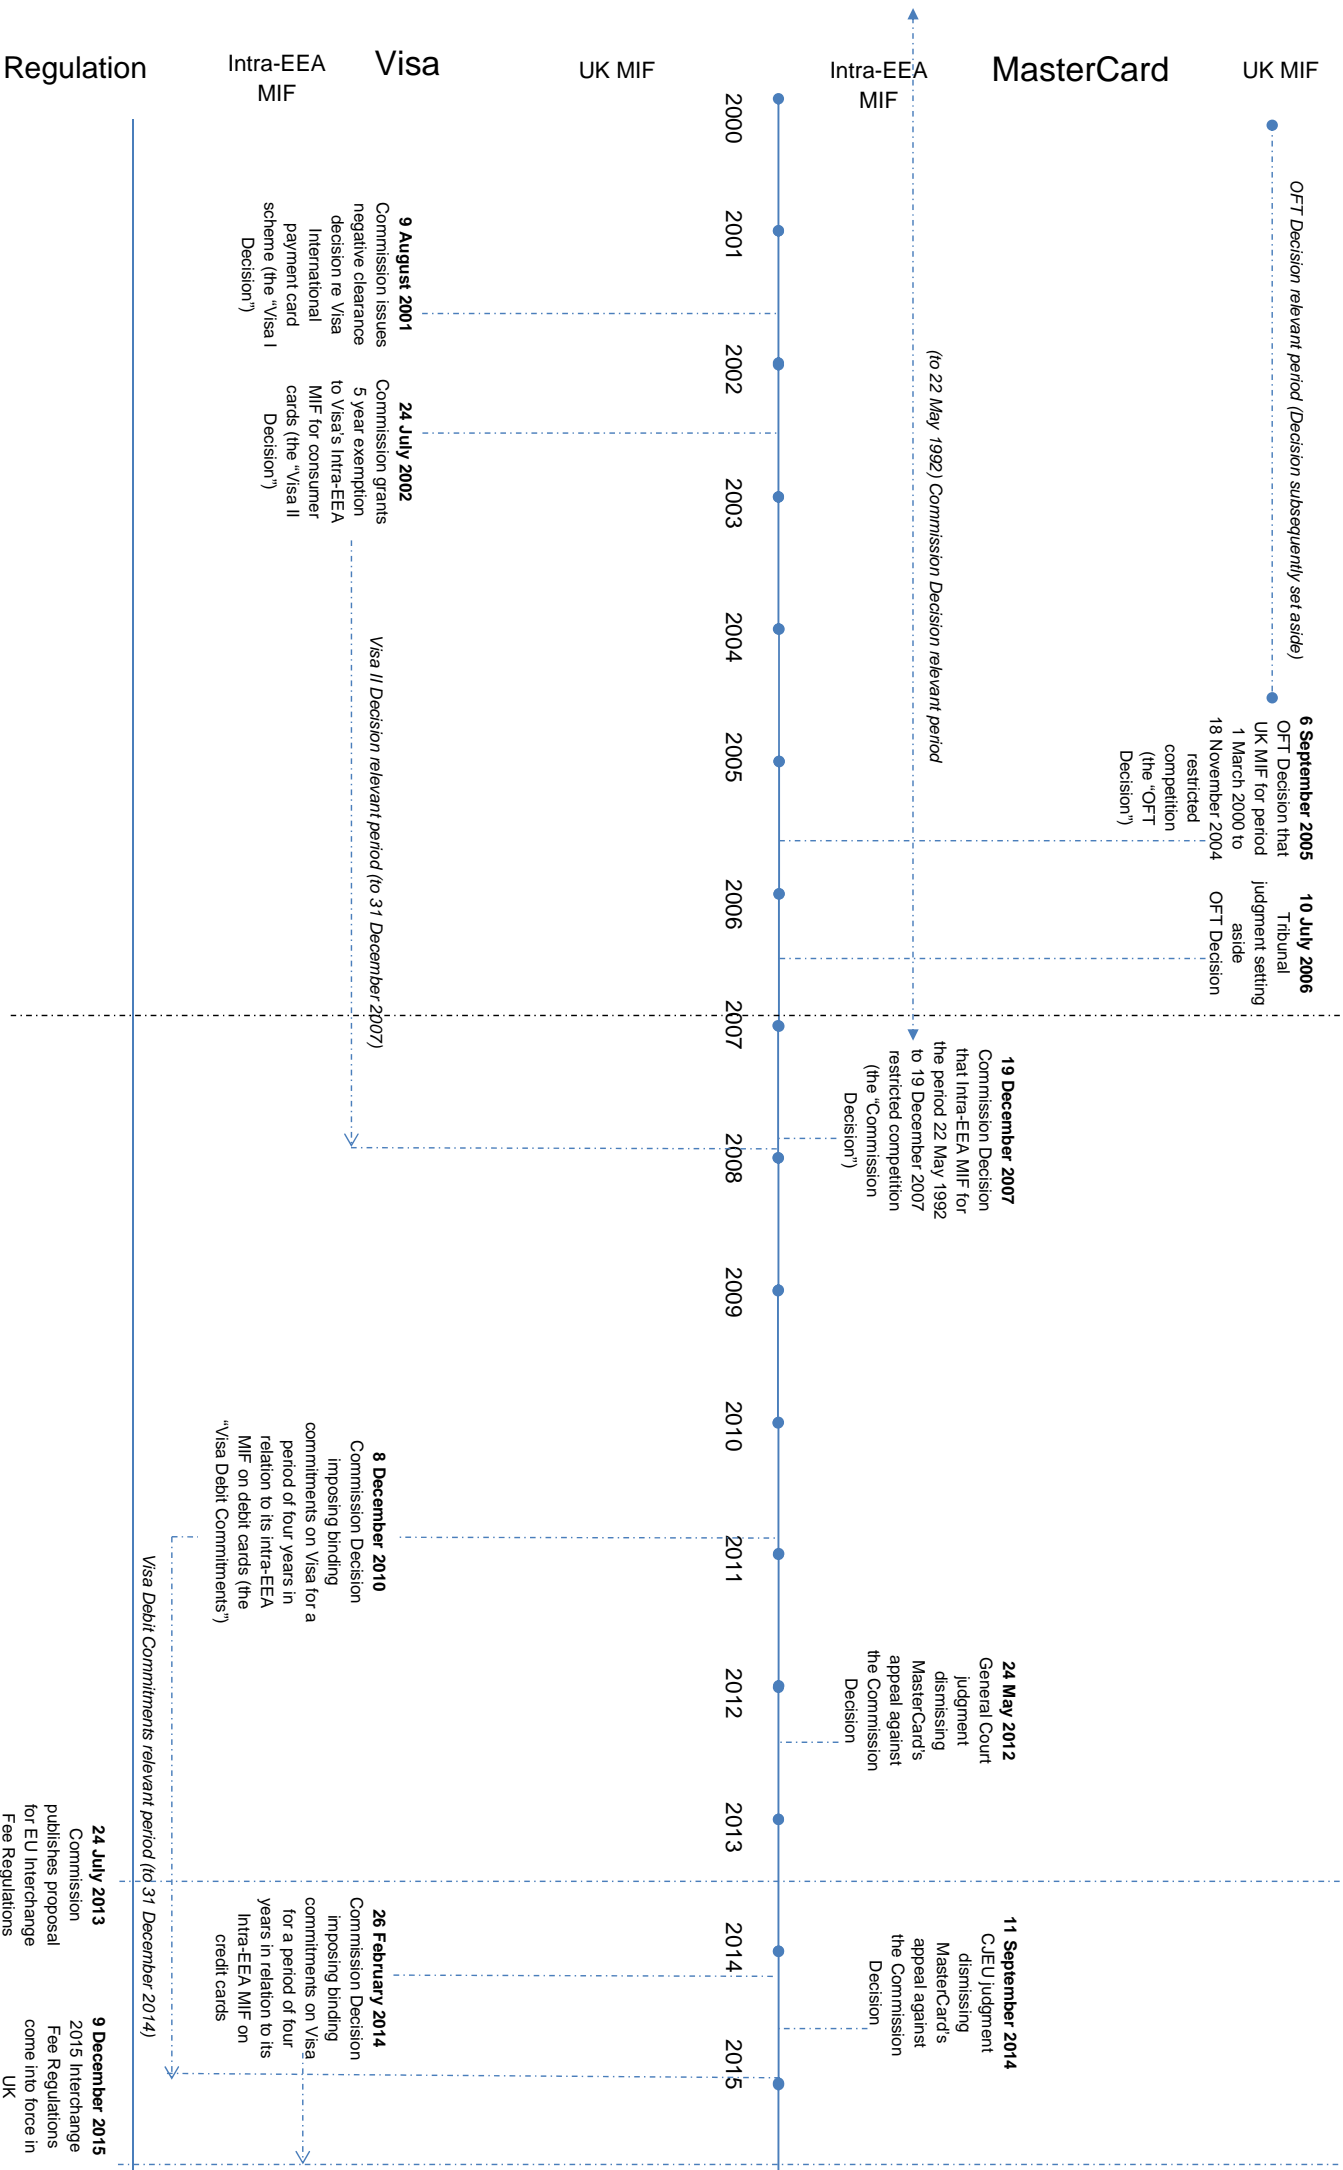 UK MIF
MasterCard
Intra-EEA
MIF
UK MIF
Visa
Intra-EEA
MIF
Regulation
OFT Decision relevant period (Decision subsequently set aside)
6 September 2005
OFT Decision that
UK MIF for period
1 March 2000 to
18 November 2004
restricted
competition
(the “OFT
Decision”)
10 July 2006
Tribunal
judgment setting
aside
OFT Decision
(to 22 May 1992) Commission Decision relevant period
19 December 2007
Commission Decision
that Intra-EEA MIF for
the period 22 May 1992
to 19 December 2007
restricted competition
(the “Commission
Decision”)
24 May 2012
General Court
judgment
dismissing
MasterCard’s
appeal against
the Commission
Decision
11 September 2014
CJEU judgment
dismissing
MasterCard’s
appeal against
the Commission
Decision
2000
2001
2002
2003
2004
2005
2006
2007
2008
2009
2010
2011
2012
2013
2014
2015
9 August 2001
Commission issues
negative clearance
decision re Visa
International
payment card
scheme (the “Visa I
Decision”)
24 July 2002
Commission grants
5 year exemption
to Visa’s Intra-EEA
MIF for consumer
cards (the “Visa II
Decision”)
Visa II Decision relevant period (to 31 December 2007)
8 December 2010
Commission Decision
imposing binding
commitments on Visa for a
period of four years in
relation to its intra-EEA
MIF on debit cards (the
“Visa Debit Commitments”)
26 February 2014
Commission Decision
imposing binding
commitments on Visa
for a period of four
years in relation to its
Intra-EEA MIF on
credit cards
Visa Debit Commitments relevant period (to 31 December 2014)
24 July 2013
Commission
publishes proposal
for EU Interchange
Fee Regulations
9 December 2015
2015 Interchange
Fee Regulations
come into force in
UK